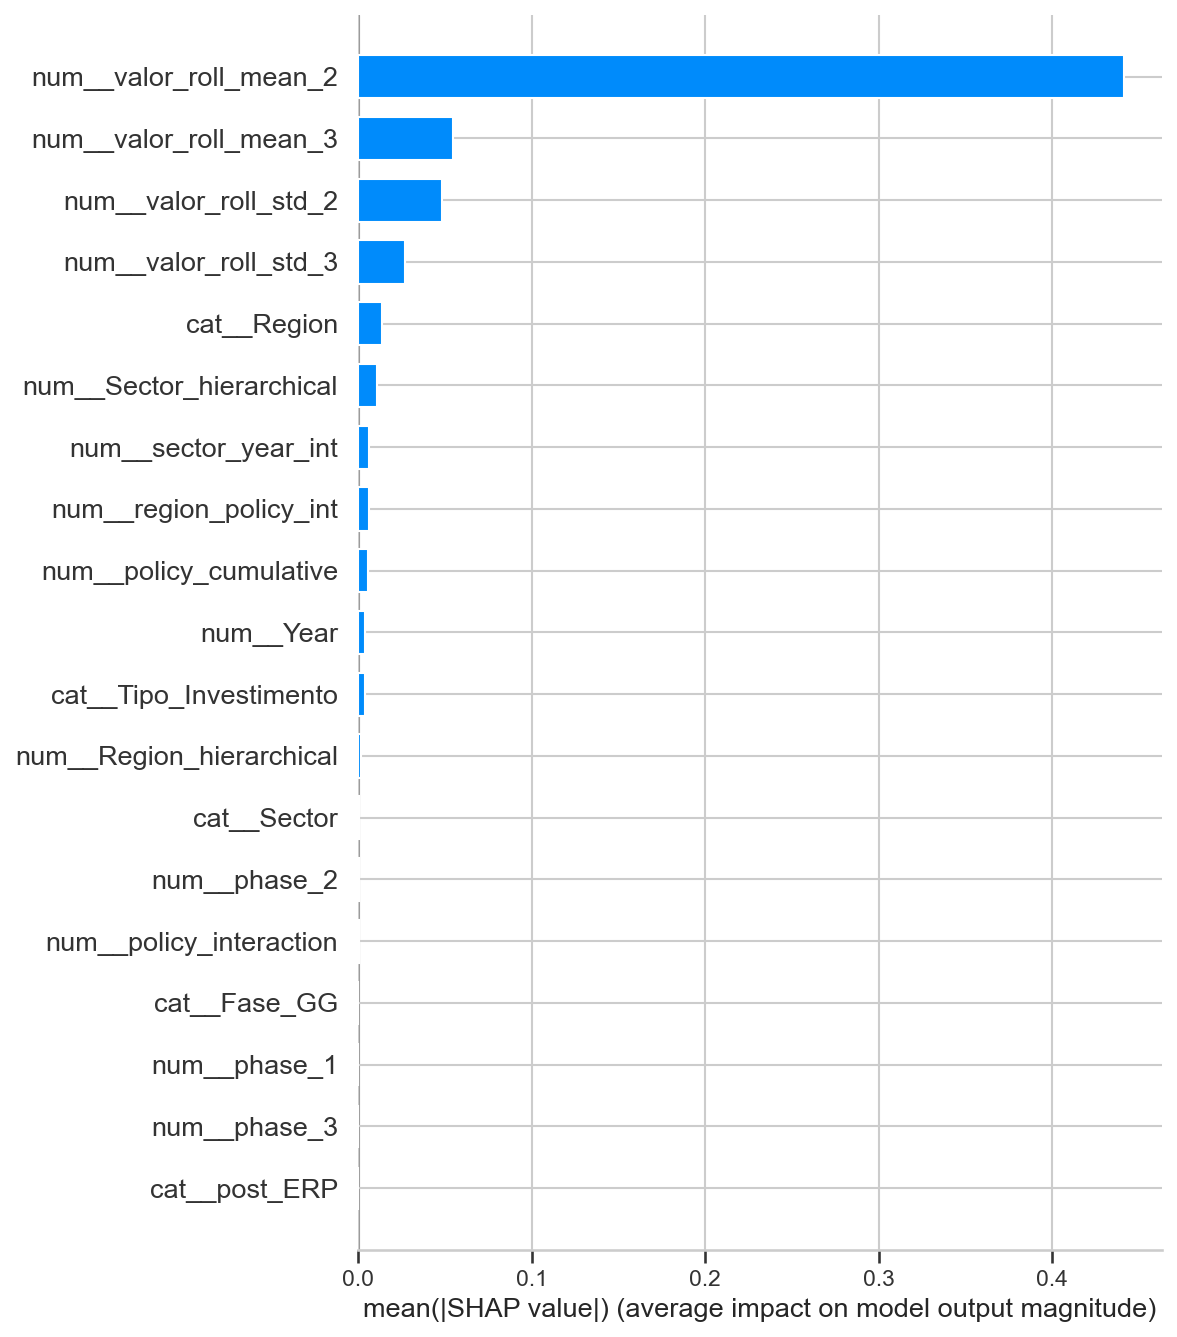 num__valor_roll_mean_2
num__valor_roll_mean_3
num__valor_roll_std_2
num__valor_roll_std_3
cat__Region
num__Sector_hierarchical
num__sector_year_int
num__region_policy_int
num__policy_cumulative
num__Year
cat__Tipo_Investimento
num__Region_hierarchical
cat__Sector
num__phase_2
num__policy_interaction
cat__Fase_GG
num__phase_1
num__phase_3
cat__post_ERP
0.0 0.1 0.2 0.3 0.4
mean(|SHAP value|) (average impact on model output magnitude)